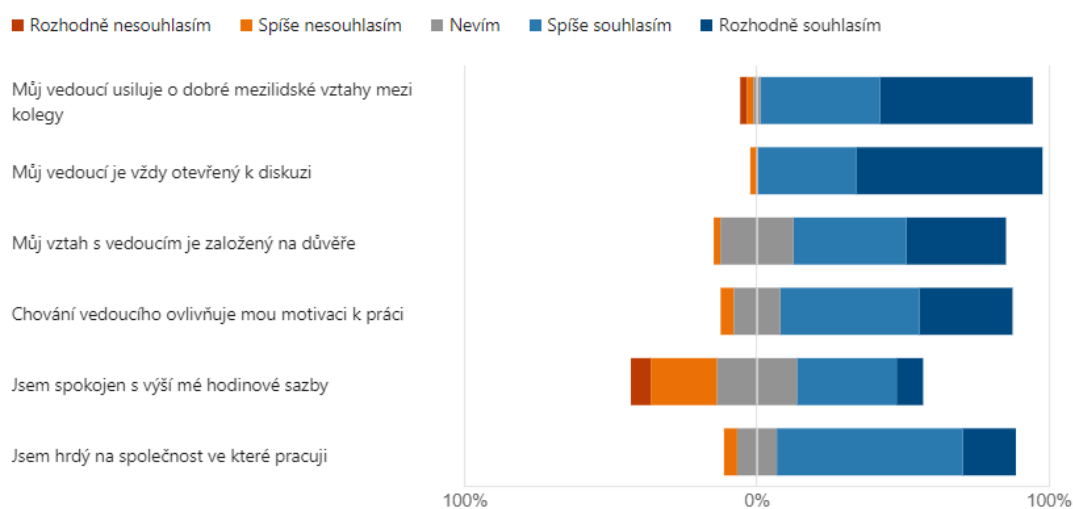 Rozhodně nesouhlasím Spíše nesouhlasím Nevím Spíše souhlasím Rozhodně souhlasím
Můj vedoucí usiluje o dobré mezilidské vztahy mezi
kolegy
Můj vedoucí je vždy otevřený k diskuzi
Můj vztah s vedoucím je založený na důvěře
Chování vedoucího ovlivňuje mou motivaci k práci
Jsem spokojen s výší mé hodinové sazby
Jsem hrdý na společnost ve které pracuji
100% 0% 100%